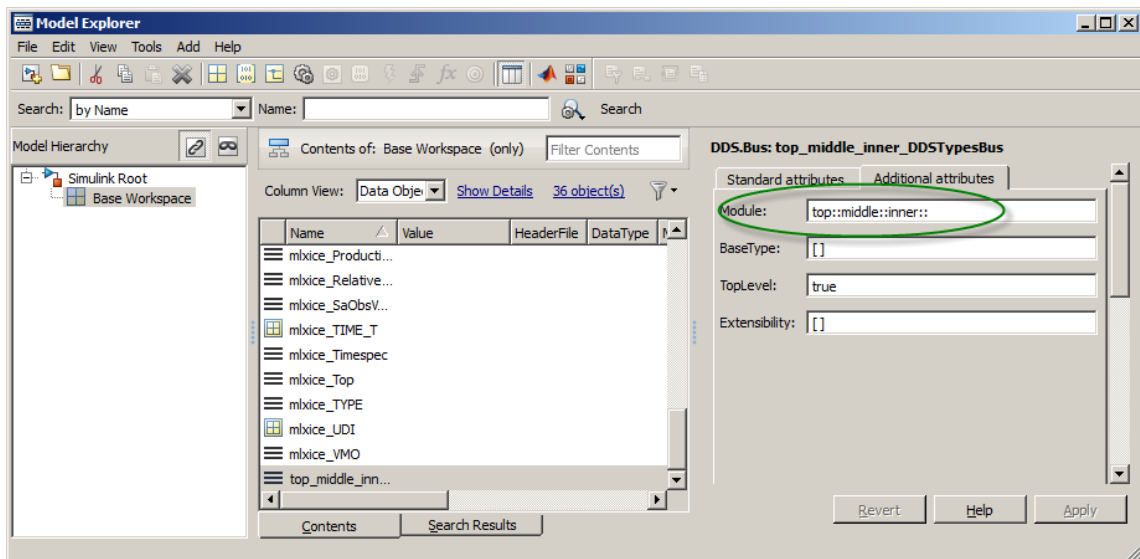 Model Explorer
File Edit View Tools Add Help
Search: by Name Name: Search
Model Hierarchy
Simulink Root
Base Workspace
Contents of: Base Workspace (only) Filter Contents
Column View: Data Obje Show Details 36 object(s)
Name Value HeaderFile DataType
mlxice_Producti...
mlxice_Relative...
mlxice_SaObsV...
mlxice_TIME_T
mlxice_Timespec
mlxice_Top
mlxice_TYPE
mlxice_UDI
mlxice_VMO
top_middle_inn...
Contents Search Results
DDS.Bus: top_middle_inner_DDSTypesBus
Standard attributes Additional attributes
Module: top::middle::inner::
BaseType: []
TopLevel: true
Extensibility: []
Revert Help Apply